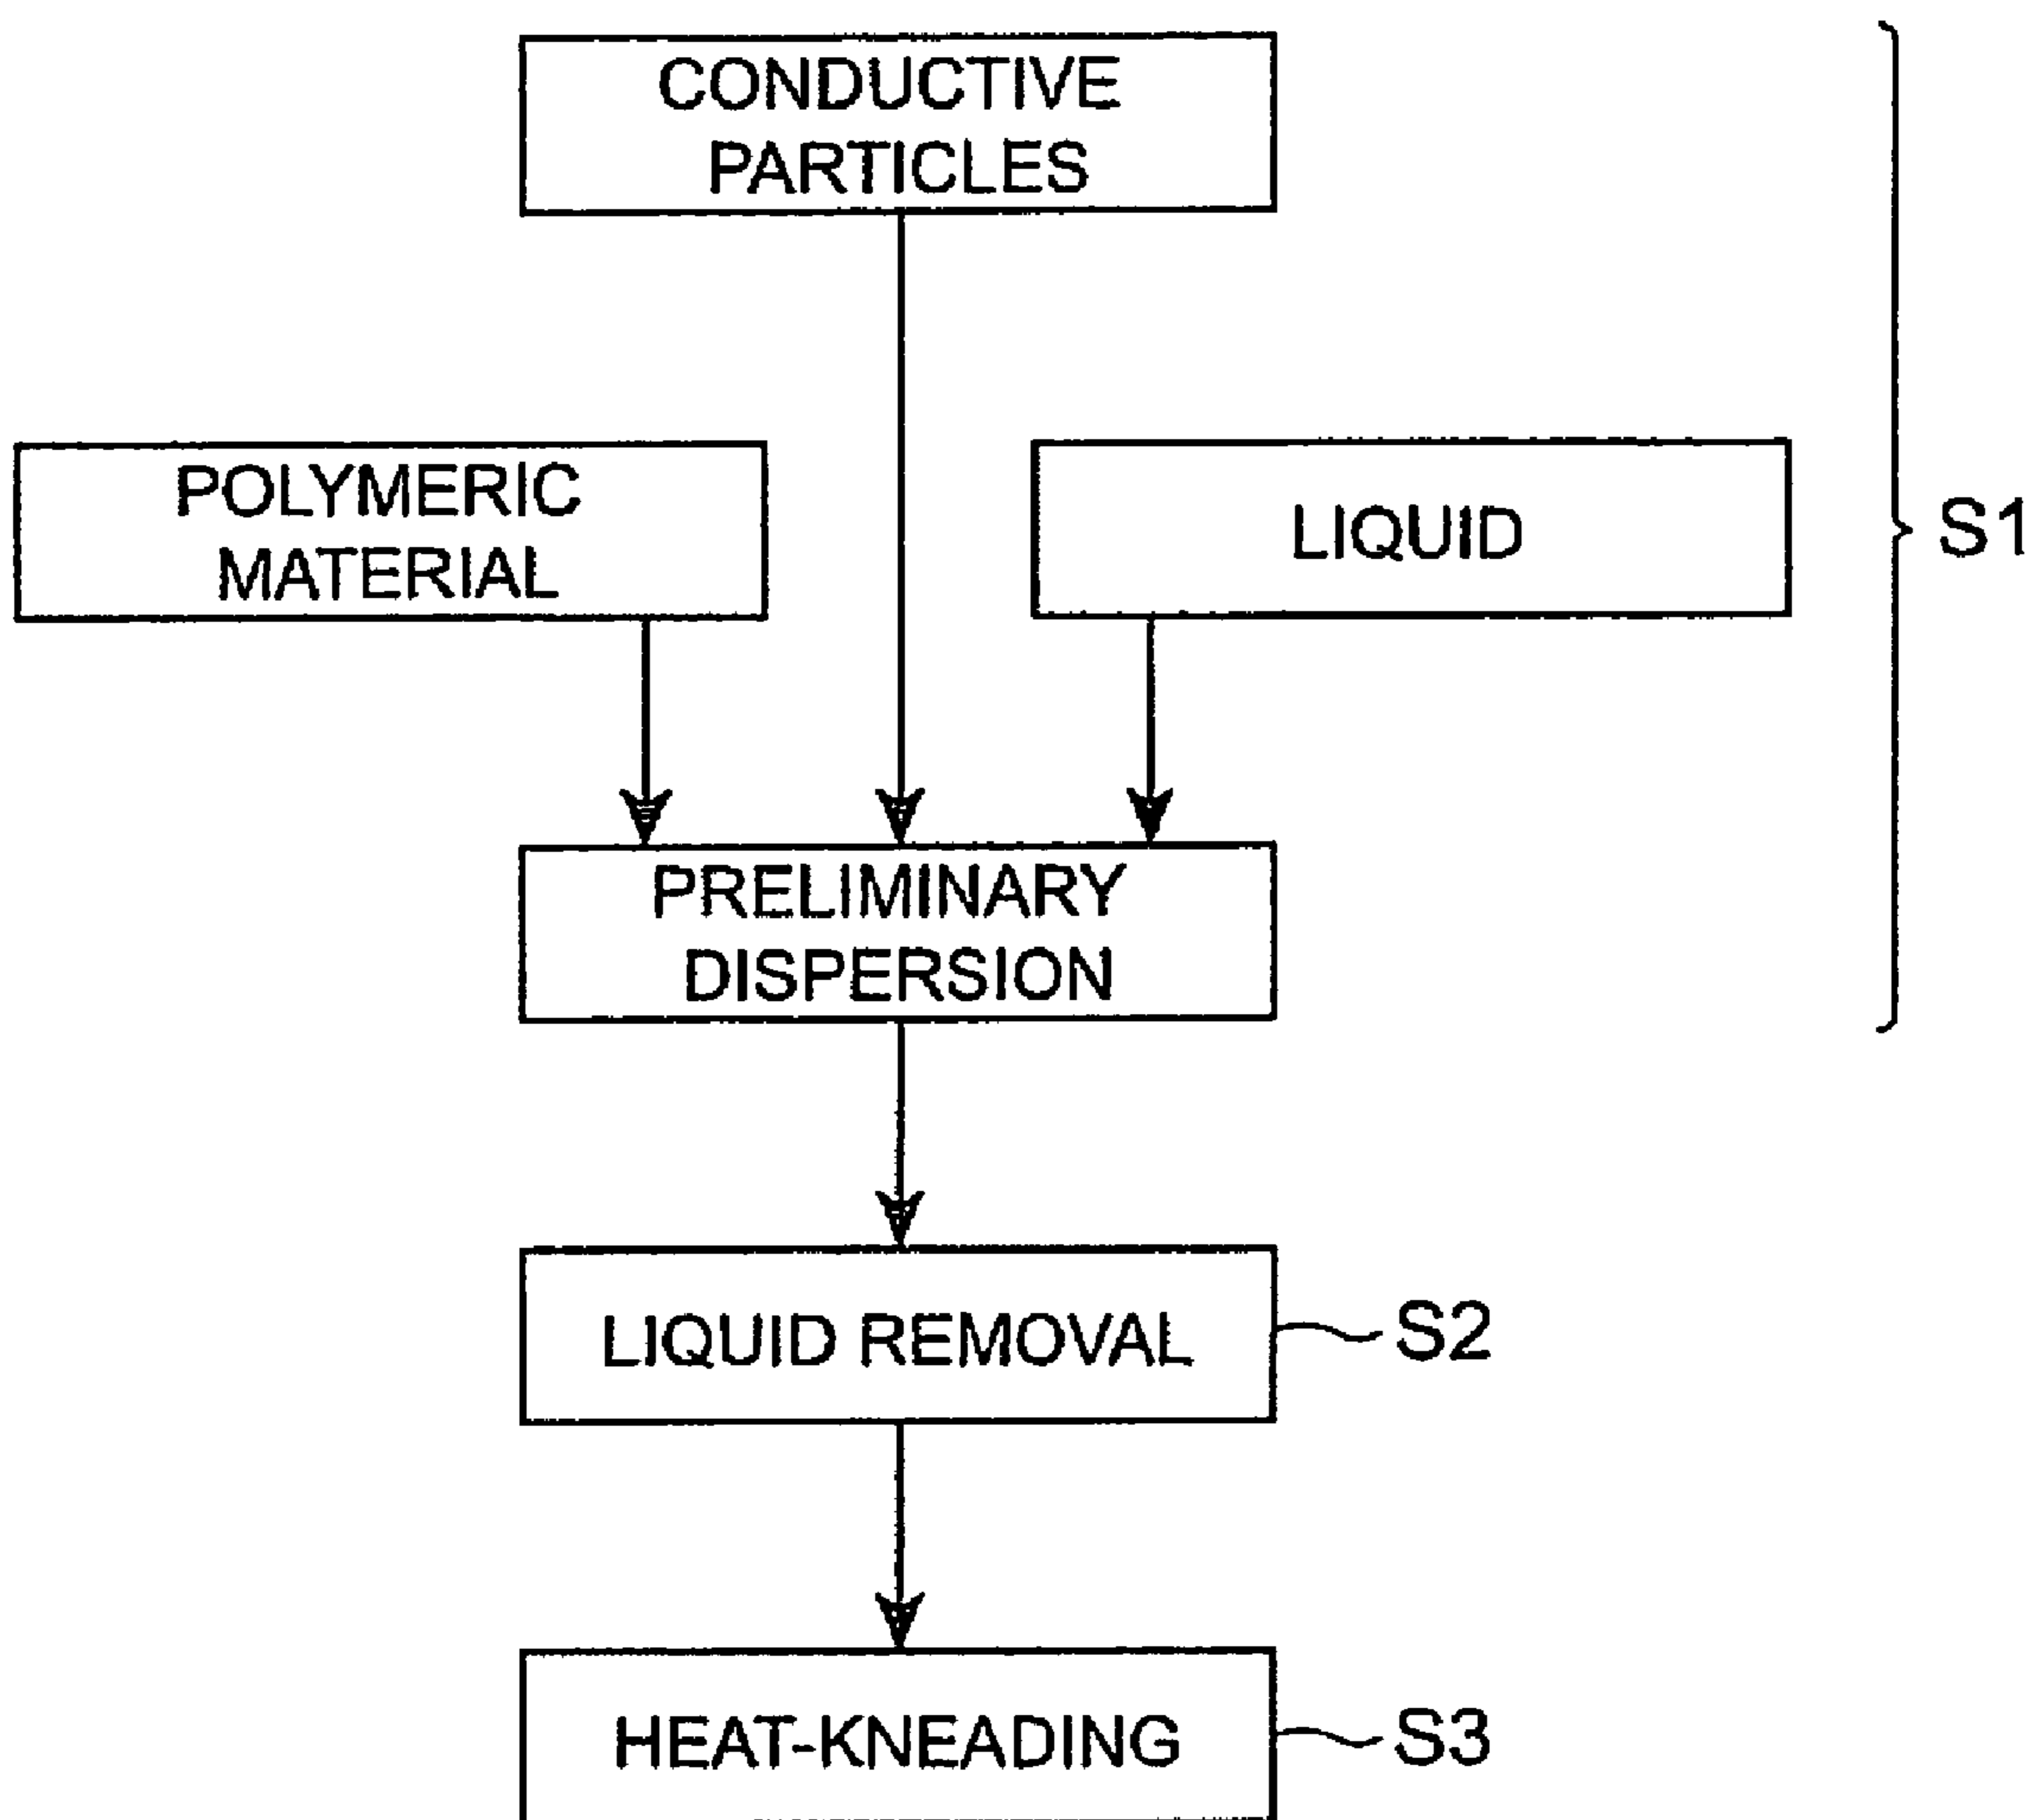 CONDUCTIVE
PARTICLES
POLYMERIC
MATERIAL
LIQUID
S1
PRELIMINARY
DISPERSION
LIQUID REMOVAL
S2
HEAT-KNEADING
S3